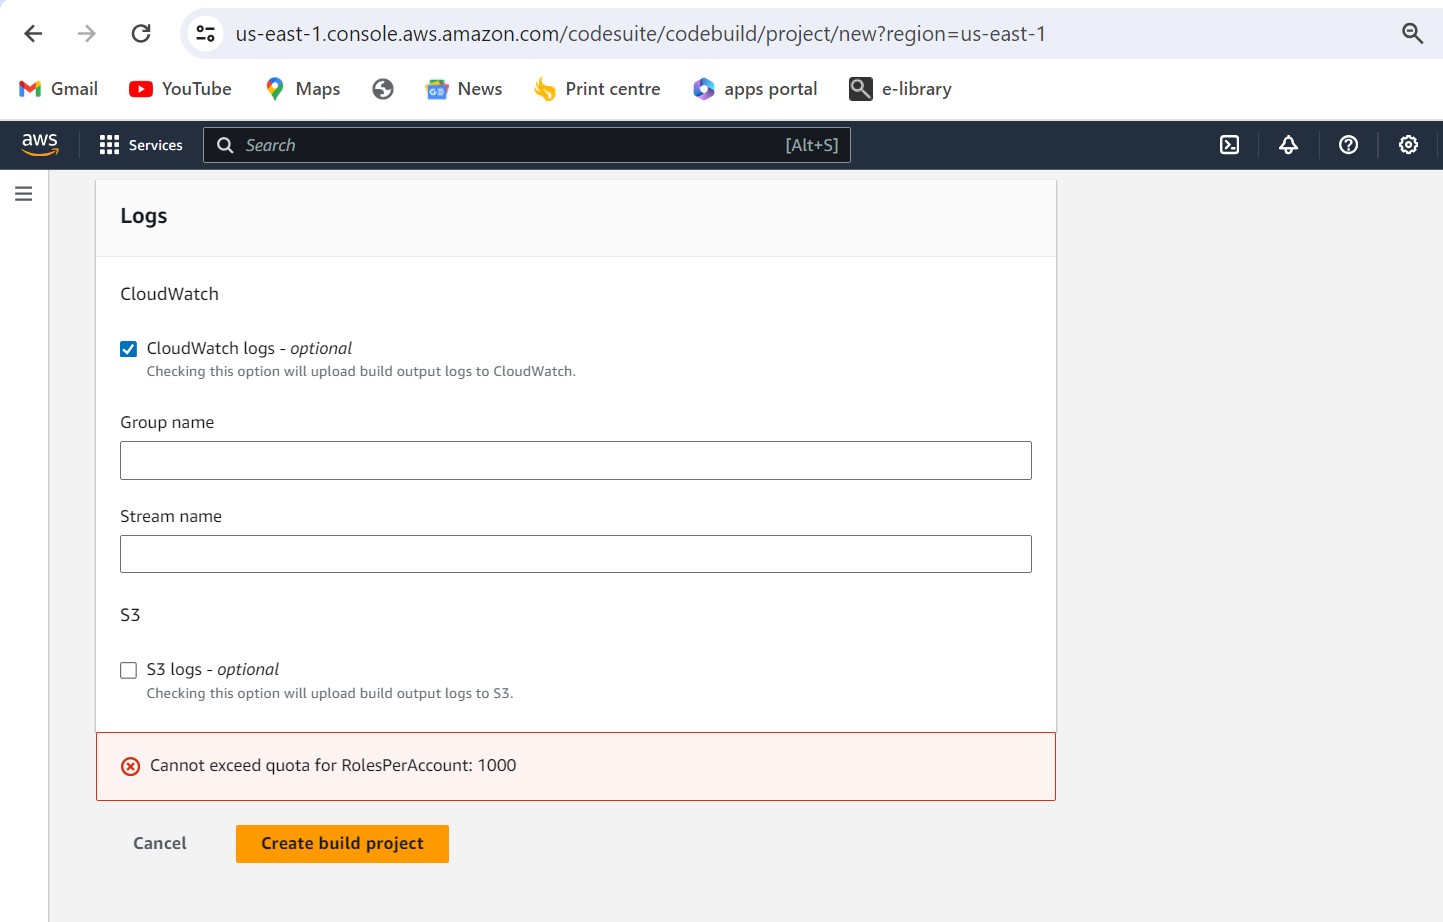 us-east-1.console.aws.amazon.com/codesuite/codebuild/project/new?region=us-east-1
Gmail YouTube Maps News Print centre apps portal e-library
aws Services Search [Alt+S]
Logs
CloudWatch
CloudWatch logs - optional
Checking this option will upload build output logs to CloudWatch.
Group name
Stream name
S3
S3 logs - optional
Checking this option will upload build output logs to S3.
Cannot exceed quota for RolesPerAccount: 1000
Cancel Create build project